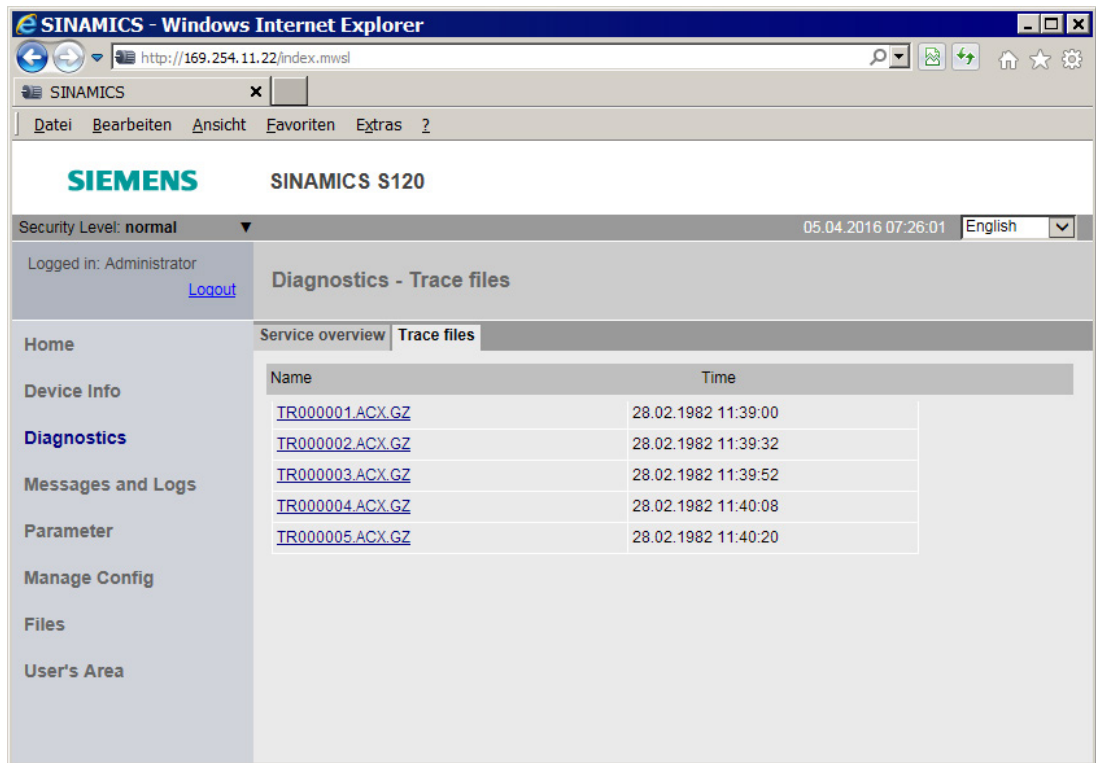 SINAMICS - Windows Internet Explorer
http://169.254.11.22/index.mwsl
SINAMICS
Datei Bearbeiten Ansicht Favoriten Extras ?
SIEMENS SINAMICS S120
Security Level: normal 05.04.2016 07:26:01 English
Logged in: Administrator
Logout
Diagnostics - Trace files
Service overview Trace files
Home
Device Info
Diagnostics
Messages and Logs
Parameter
Manage Config
Files
User's Area
Name Time
TR000001.ACX.GZ 28.02.1982 11:39:00
TR000002.ACX.GZ 28.02.1982 11:39:32
TR000003.ACX.GZ 28.02.1982 11:39:52
TR000004.ACX.GZ 28.02.1982 11:40:08
TR000005.ACX.GZ 28.02.1982 11:40:20